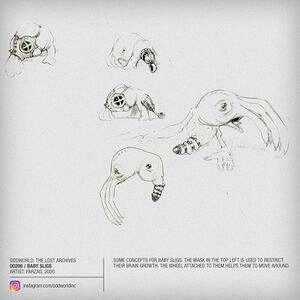 ODDWORLD: THE LOST ARCHIVES
00296 / BABY SLIGS
ARTIST: FARZAD, 2000
SOME CONCEPTS FOR BABY SLIGS. THE MASK IN THE TOP LEFT IS USED TO RESTRICT
THEIR BRAIN GROWTH. THE WHEEL ATTACHED TO THEM HELPS THEM TO MOVE AROUND.
INSTAGRAM.COM/ODDWORLDINC